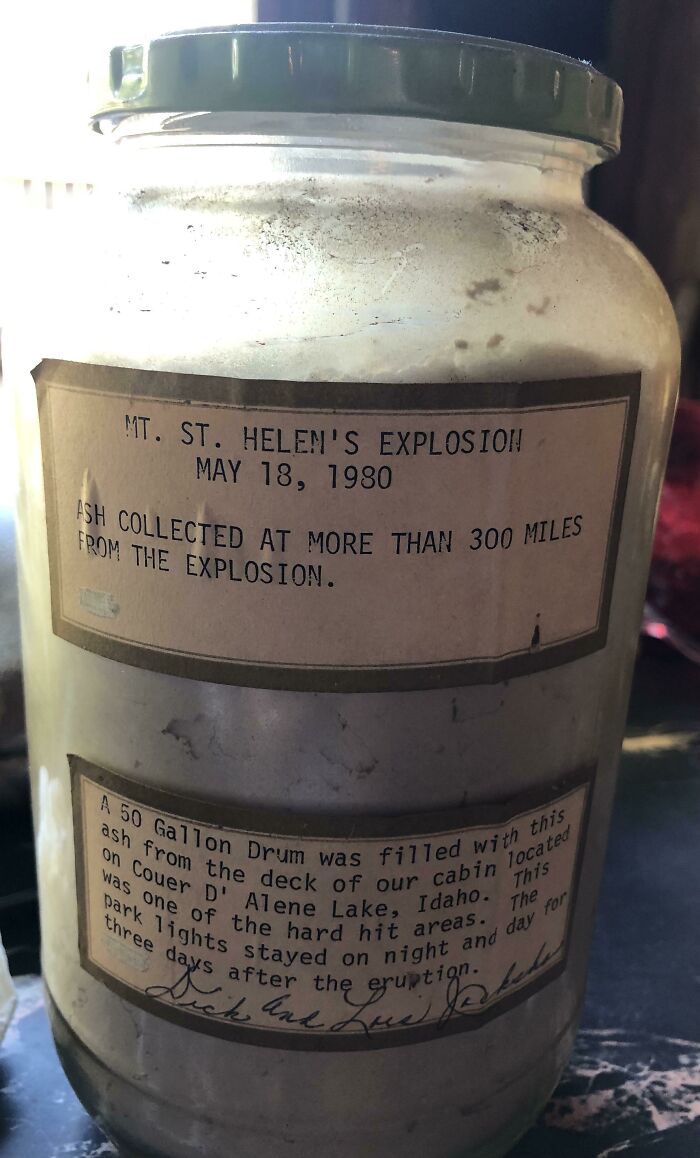 MT. ST. HELEN'S EXPLOSION
MAY 18, 1980
ASH COLLECTED AT MORE THAN 300 MILES
FROM THE EXPLOSION.
A 50 Gallon Drum was filled with this
ash from the deck of our cabin located
on Couer D' Alene Lake, Idaho. This
was one of the hard hit areas. The
park lights stayed on night and day for
three days after the eruption.
Dick and Lois